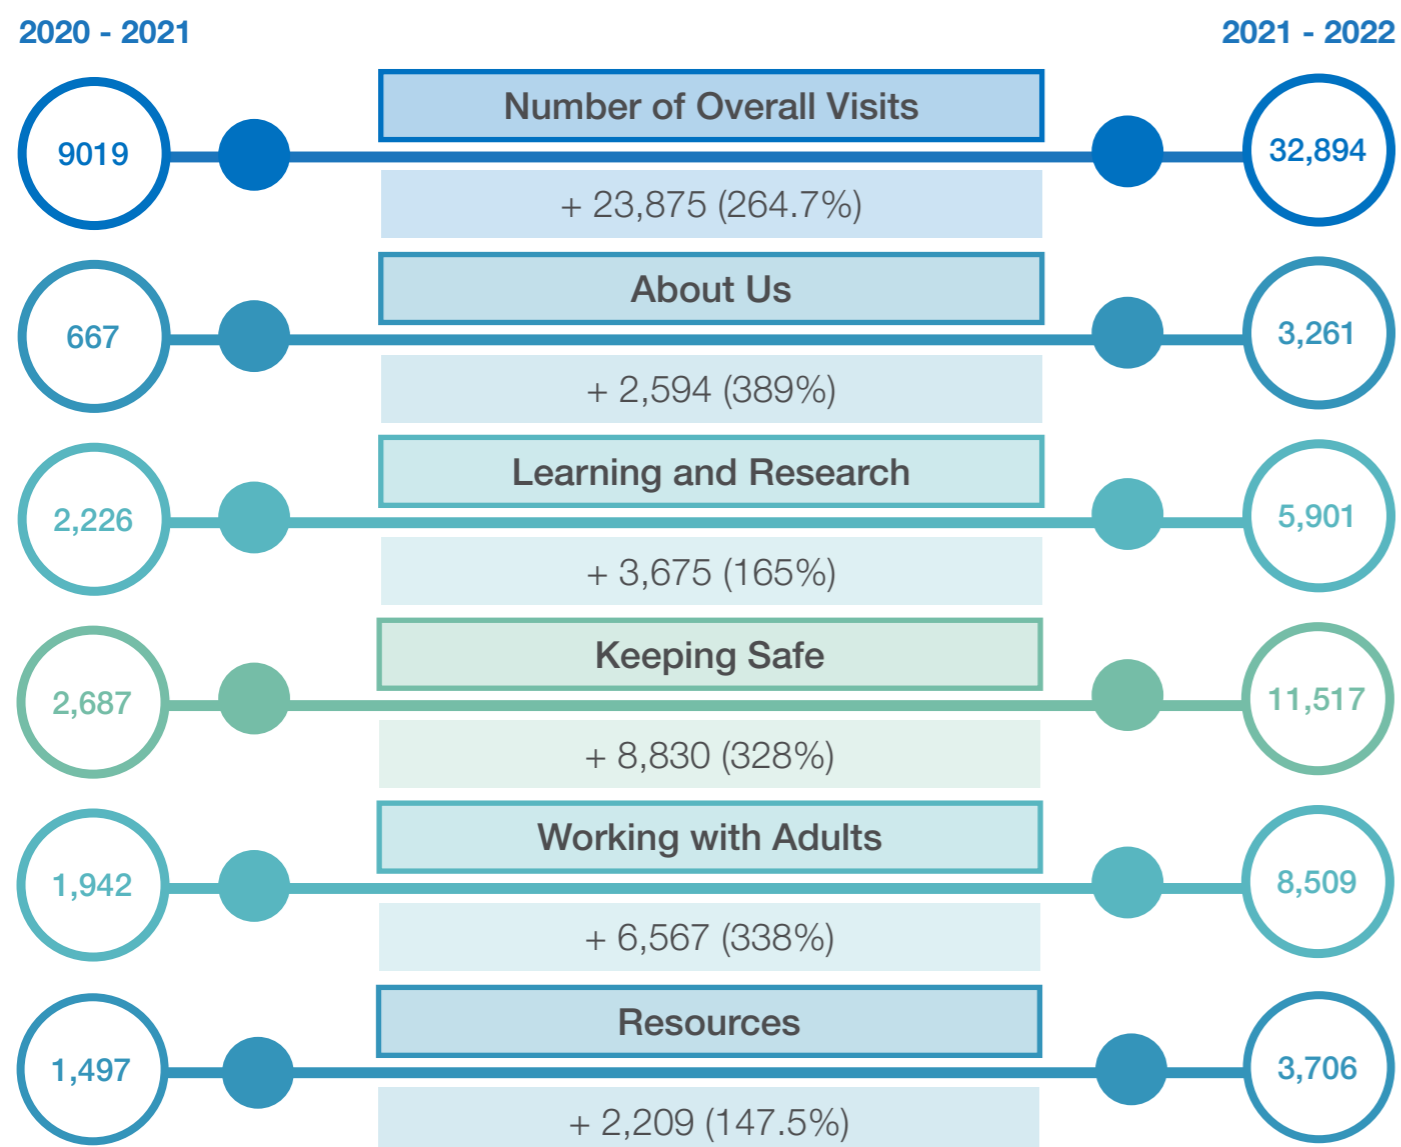 2020 - 2021
2021 - 2022
Number of Overall Visits
9019
32,894
+ 23,875 (264.7%)
About Us
667
3,261
+ 2,594 (389%)
Learning and Research
2,226
5,901
+ 3,675 (165%)
Keeping Safe
2,687
11,517
+ 8,830 (328%)
Working with Adults
1,942
8,509
+ 6,567 (338%)
Resources
1,497
3,706
+ 2,209 (147.5%)